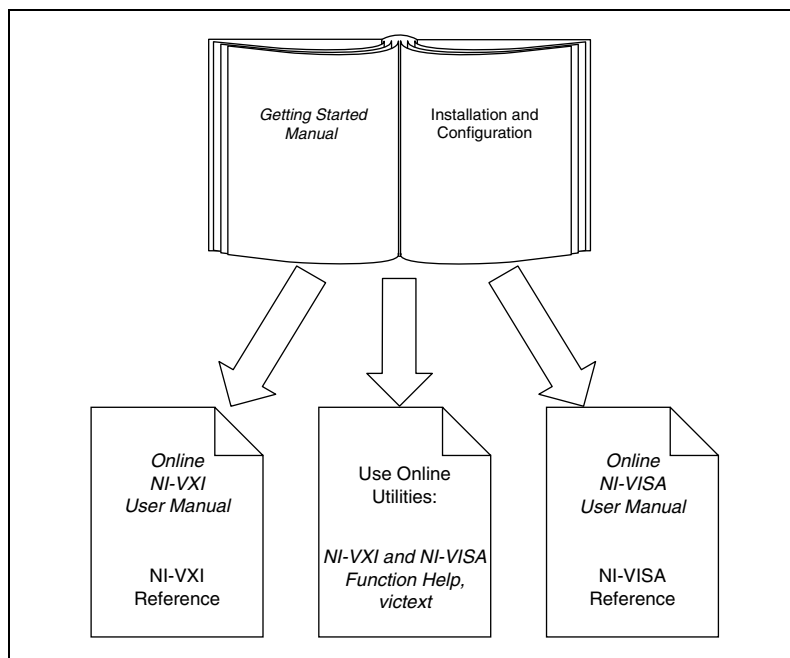 Getting Started
Manual
Installation and
Configuration
Online
NI-VXI
User Manual
NI-VXI
Reference
Use Online
Utilities:
NI-VXI and NI-VISA
Function Help,
victext
Online
NI-VISA
User Manual
NI-VISA
Reference